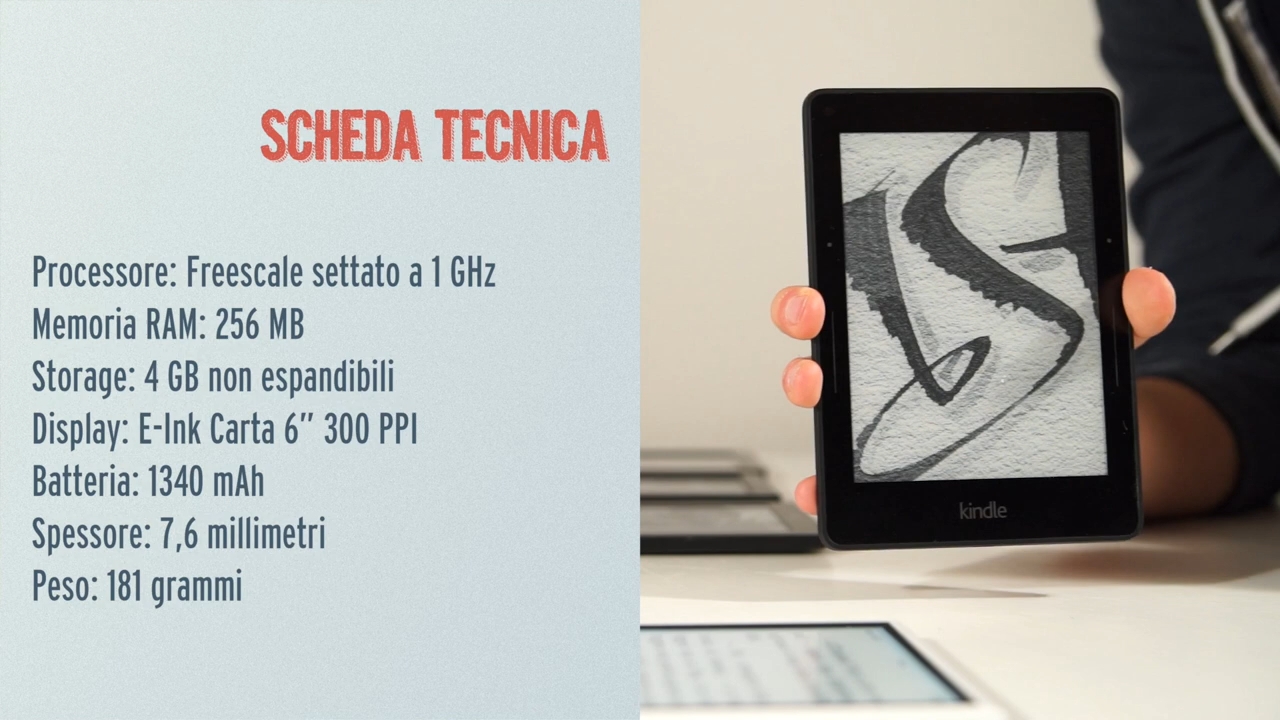 SCHEDA TECNICA
Processore: Freescale settato a 1 GHz
Memoria RAM: 256 MB
Storage: 4 GB non espandibili
Display: E-Ink Carta 6” 300 PPI
Batteria: 1340 mAh
Spessore: 7,6 millimetri
Peso: 181 grammi
kindle